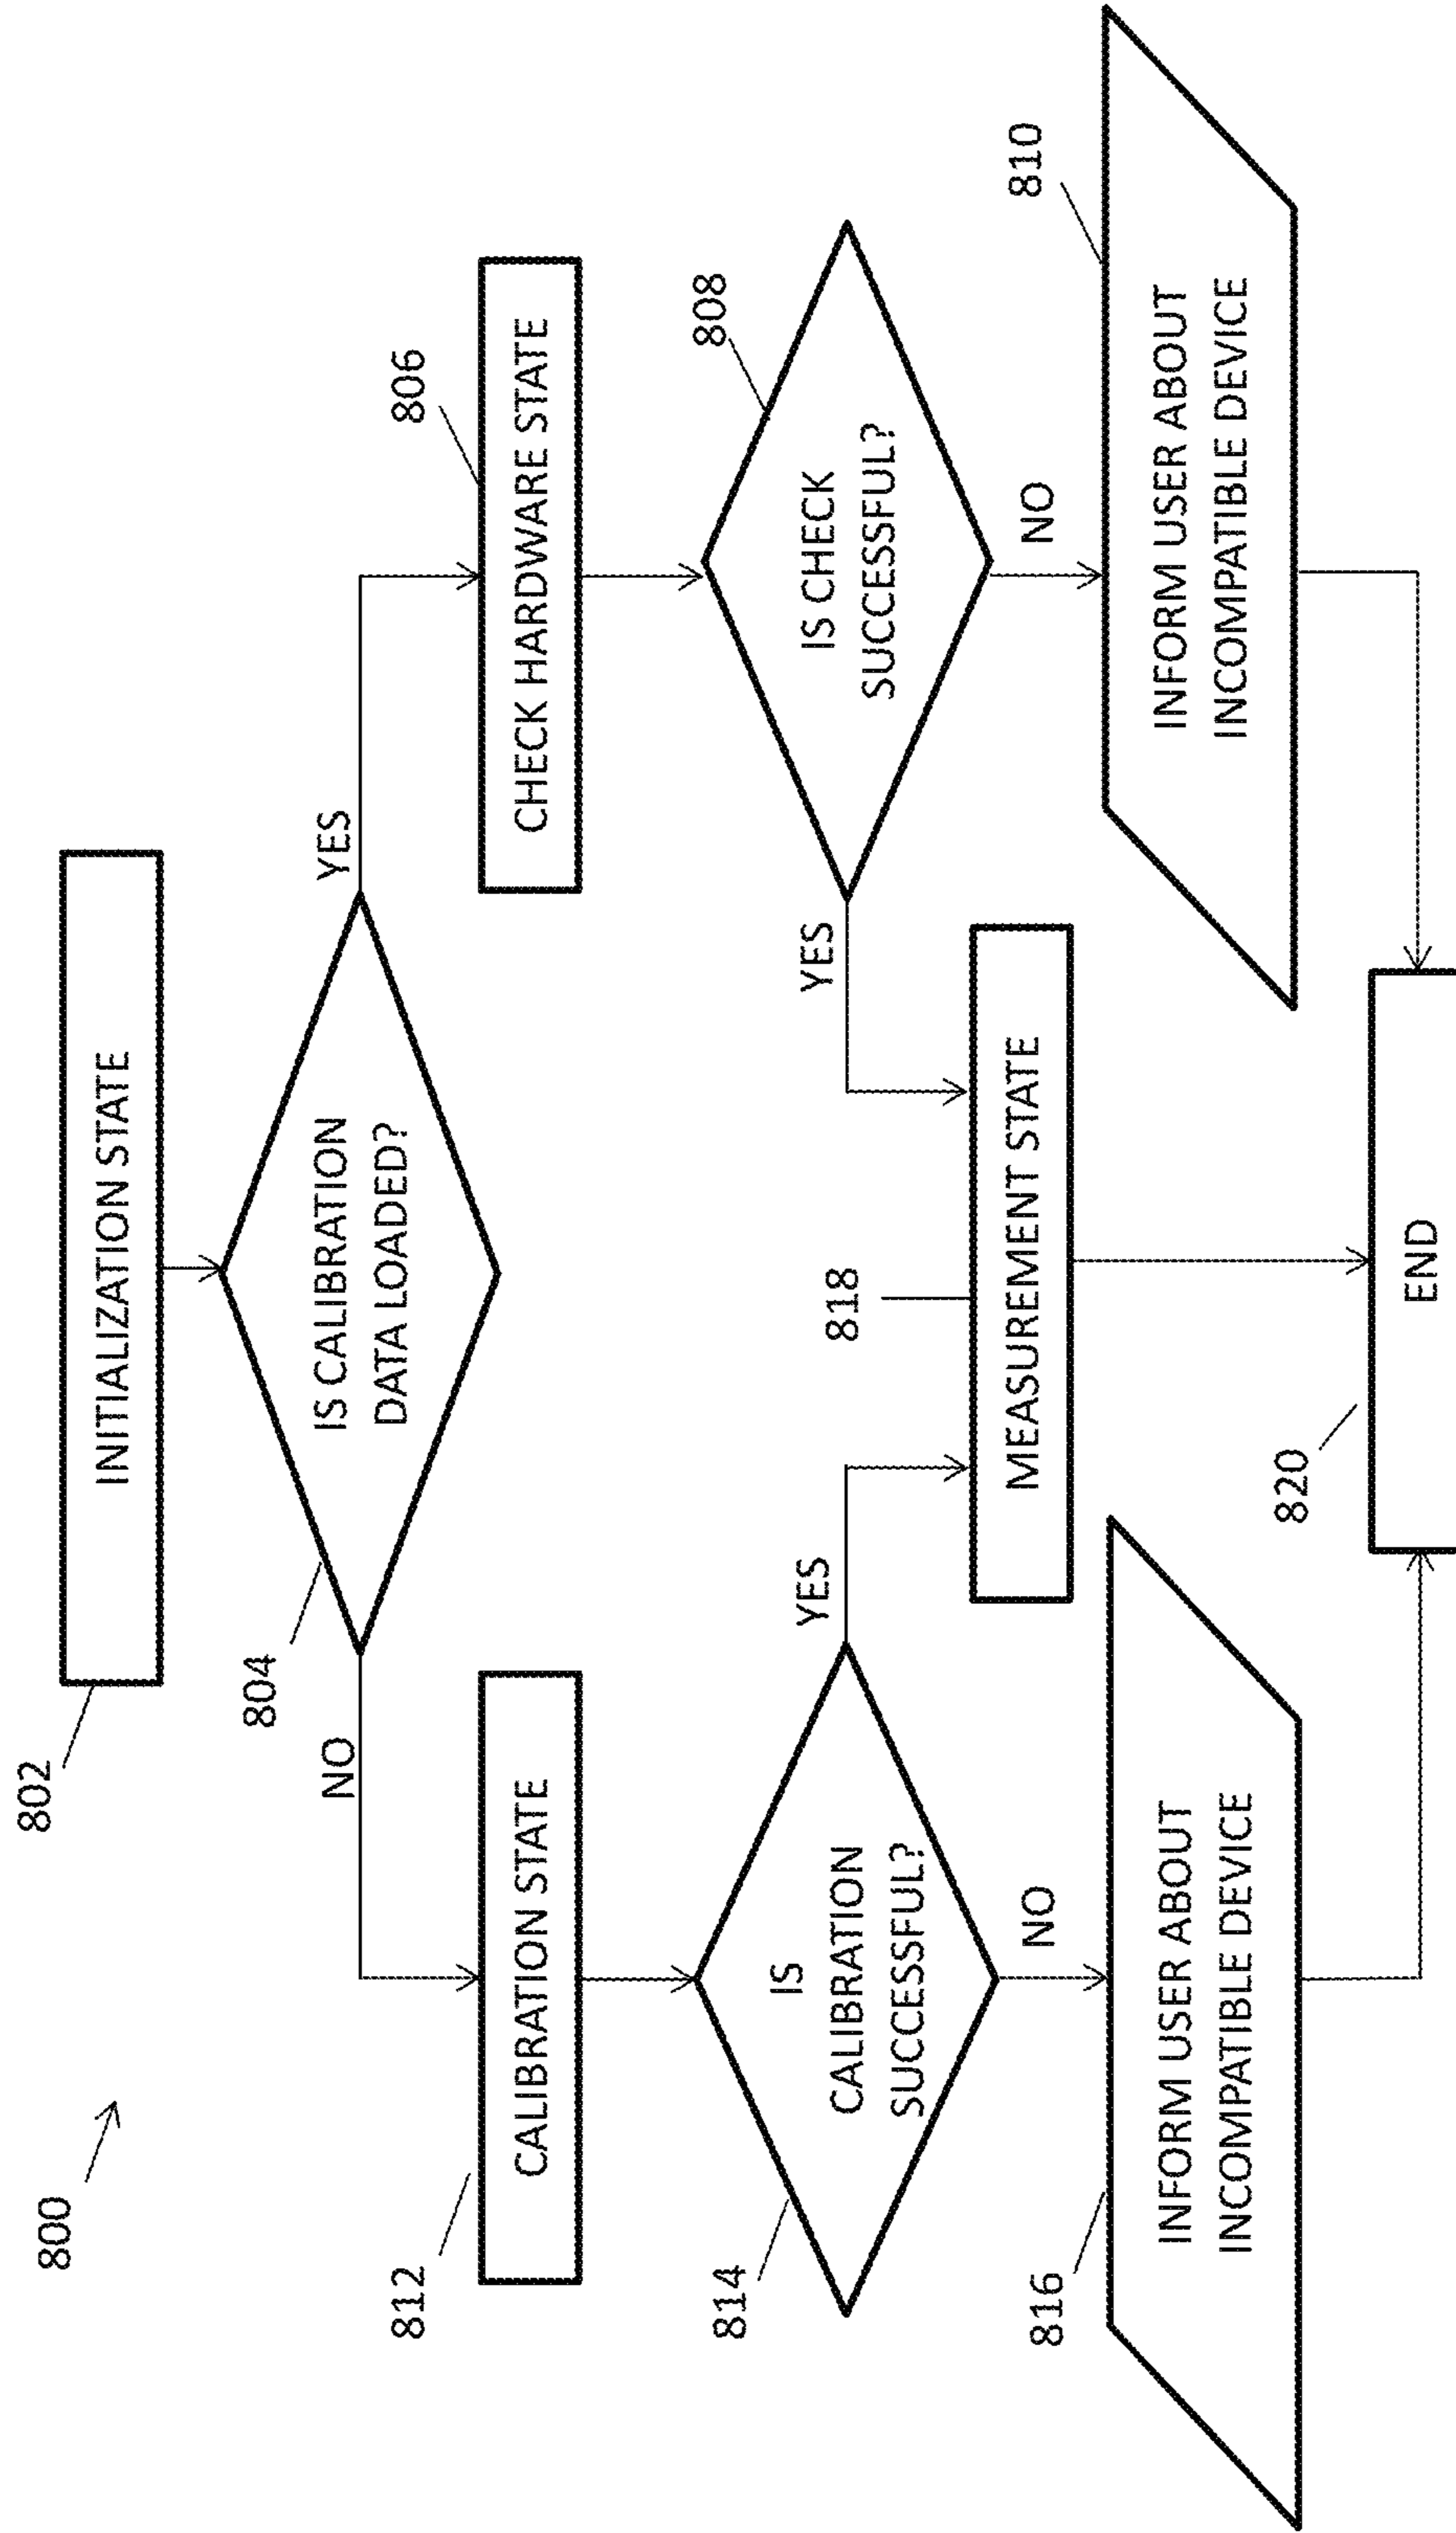 800
802
INITIALIZATION STATE
804
IS CALIBRATION
DATA LOADED?
NO
YES
812
CALIBRATION STATE
806
CHECK HARDWARE STATE
814
IS
CALIBRATION
SUCCESSFUL?
YES
NO
808
IS CHECK
SUCCESSFUL?
YES
NO
818
MEASUREMENT STATE
816
INFORM USER ABOUT
INCOMPATIBLE DEVICE
810
INFORM USER ABOUT
INCOMPATIBLE DEVICE
820
END